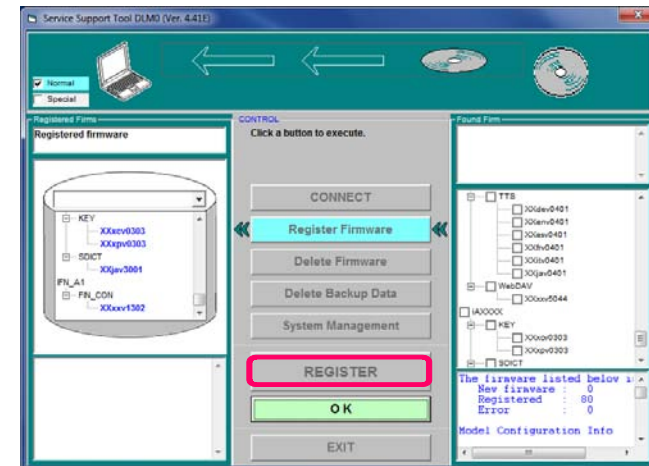 Service Support Tool DLM0 (Ver. 4.41E)
Normal
Special
Registered Firms
Registered firmware
KEY
XXxcv0303
XXxpv0303
SDICT
XXjav3001
IFN_A1
FIN_CON
XXxxv1302
CONTROL
Click a button to execute.
CONNECT
Register Firmware
Delete Firmware
Delete Backup Data
System Management
REGISTER
OK
EXIT
Found Firm
TTS
XXdev0401
XXenv0401
XXesv0401
XXfrv0401
XXitv0401
XXjav0401
WebDAV
XXxxv5044
iAXXXX
KEY
XXxpv0303
SDICT
The firmware listed below i
New firmware : 0
Registered : 80
Error : 0
Model Configuration Info